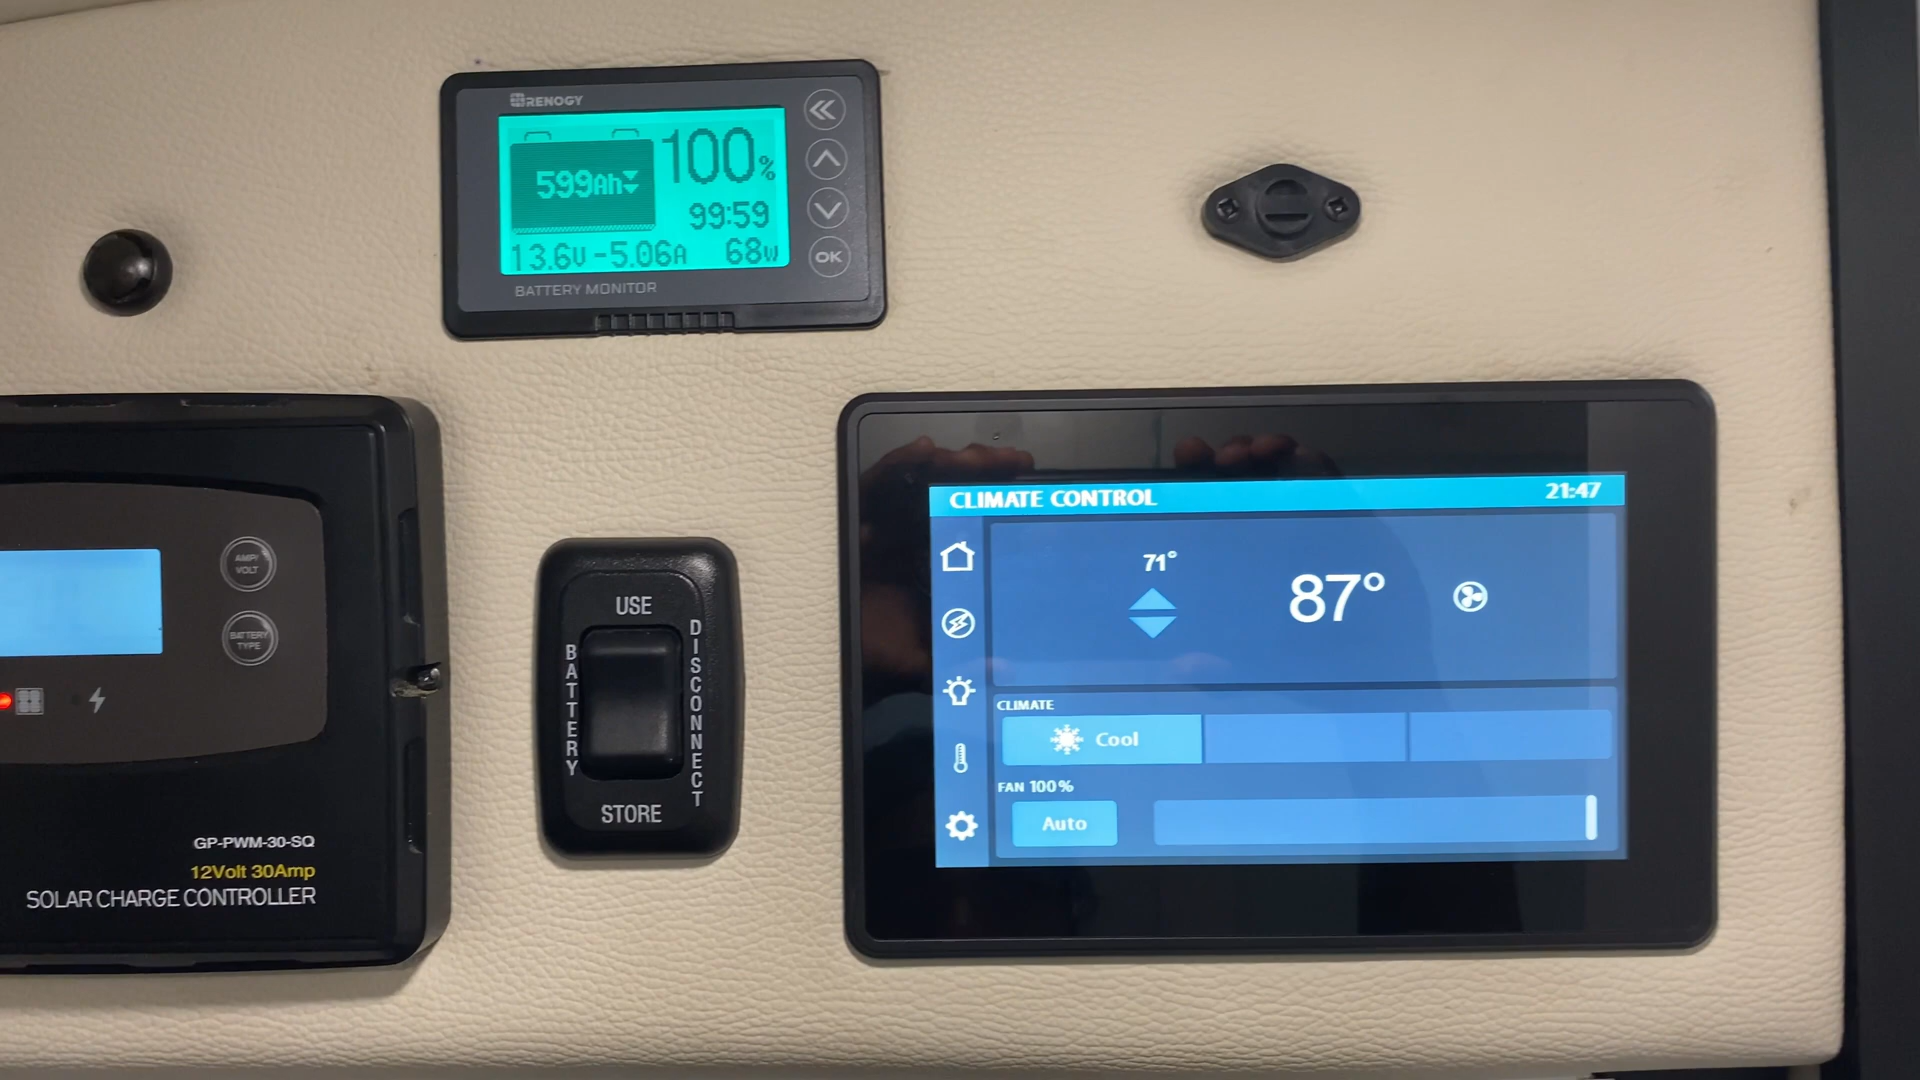 RENOGY
599Ah
100%
99:59
13.6V -5.06A 68W
OK
BATTERY MONITOR
AMP/
VOLT
BATTERY
TYPE
GP-PWM-30-SQ
12Volt 30Amp
SOLAR CHARGE CONTROLLER
USE
BATTERY
DISCONNECT
STORE
CLIMATE CONTROL 21:47
71°
87°
CLIMATE
Cool
FAN 100%
Auto